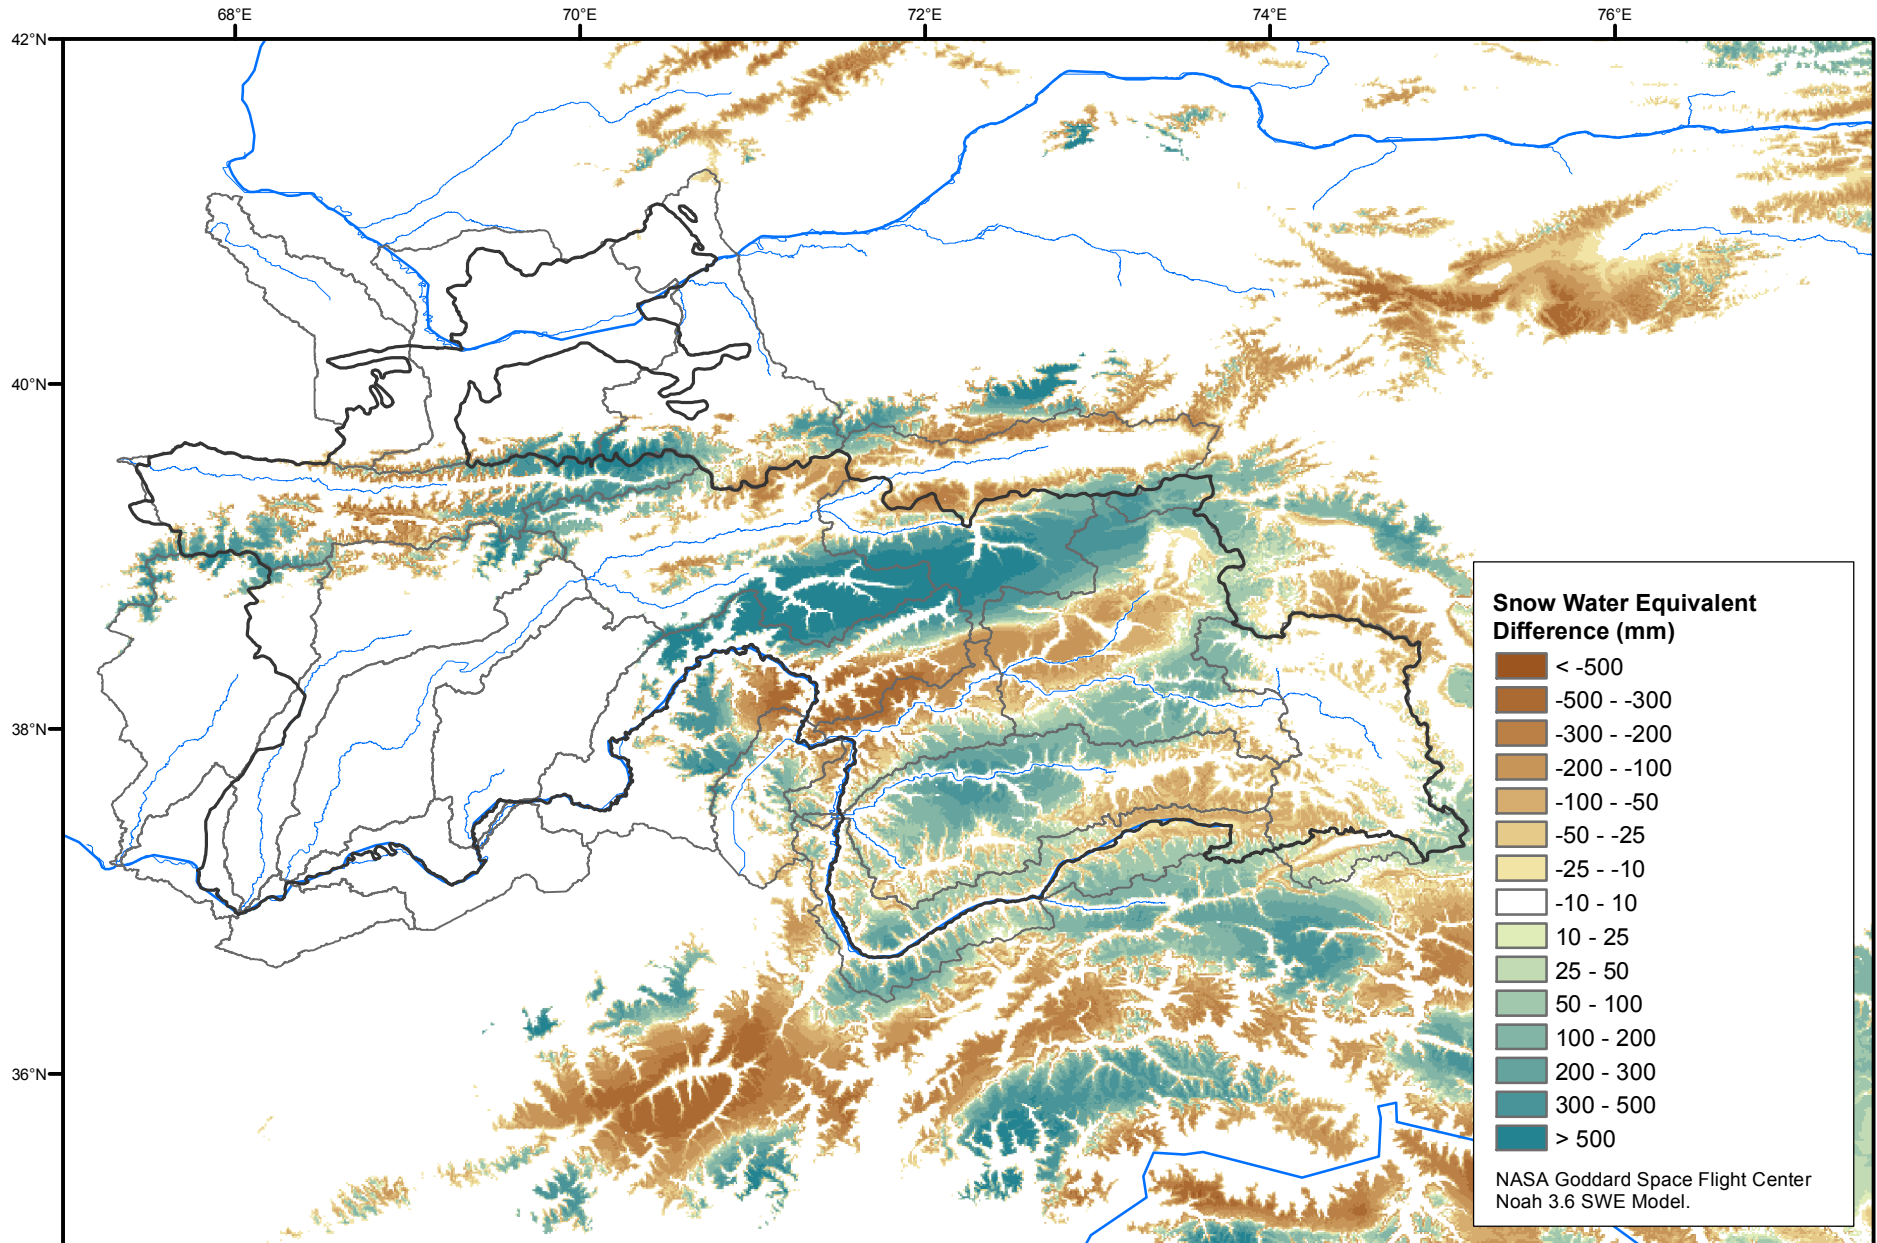 68°E 70°E 72°E 74°E 76°E
42°N
40°N
38°N
36°N
Snow Water Equivalent
Difference (mm)
< -500
-500 - -300
-300 - -200
-200 - -100
-100 - -50
-50 - -25
-25 - -10
-10 - 10
10 - 25
25 - 50
50 - 100
100 - 200
200 - 300
300 - 500
> 500
NASA Goddard Space Flight Center
Noah 3.6 SWE Model.